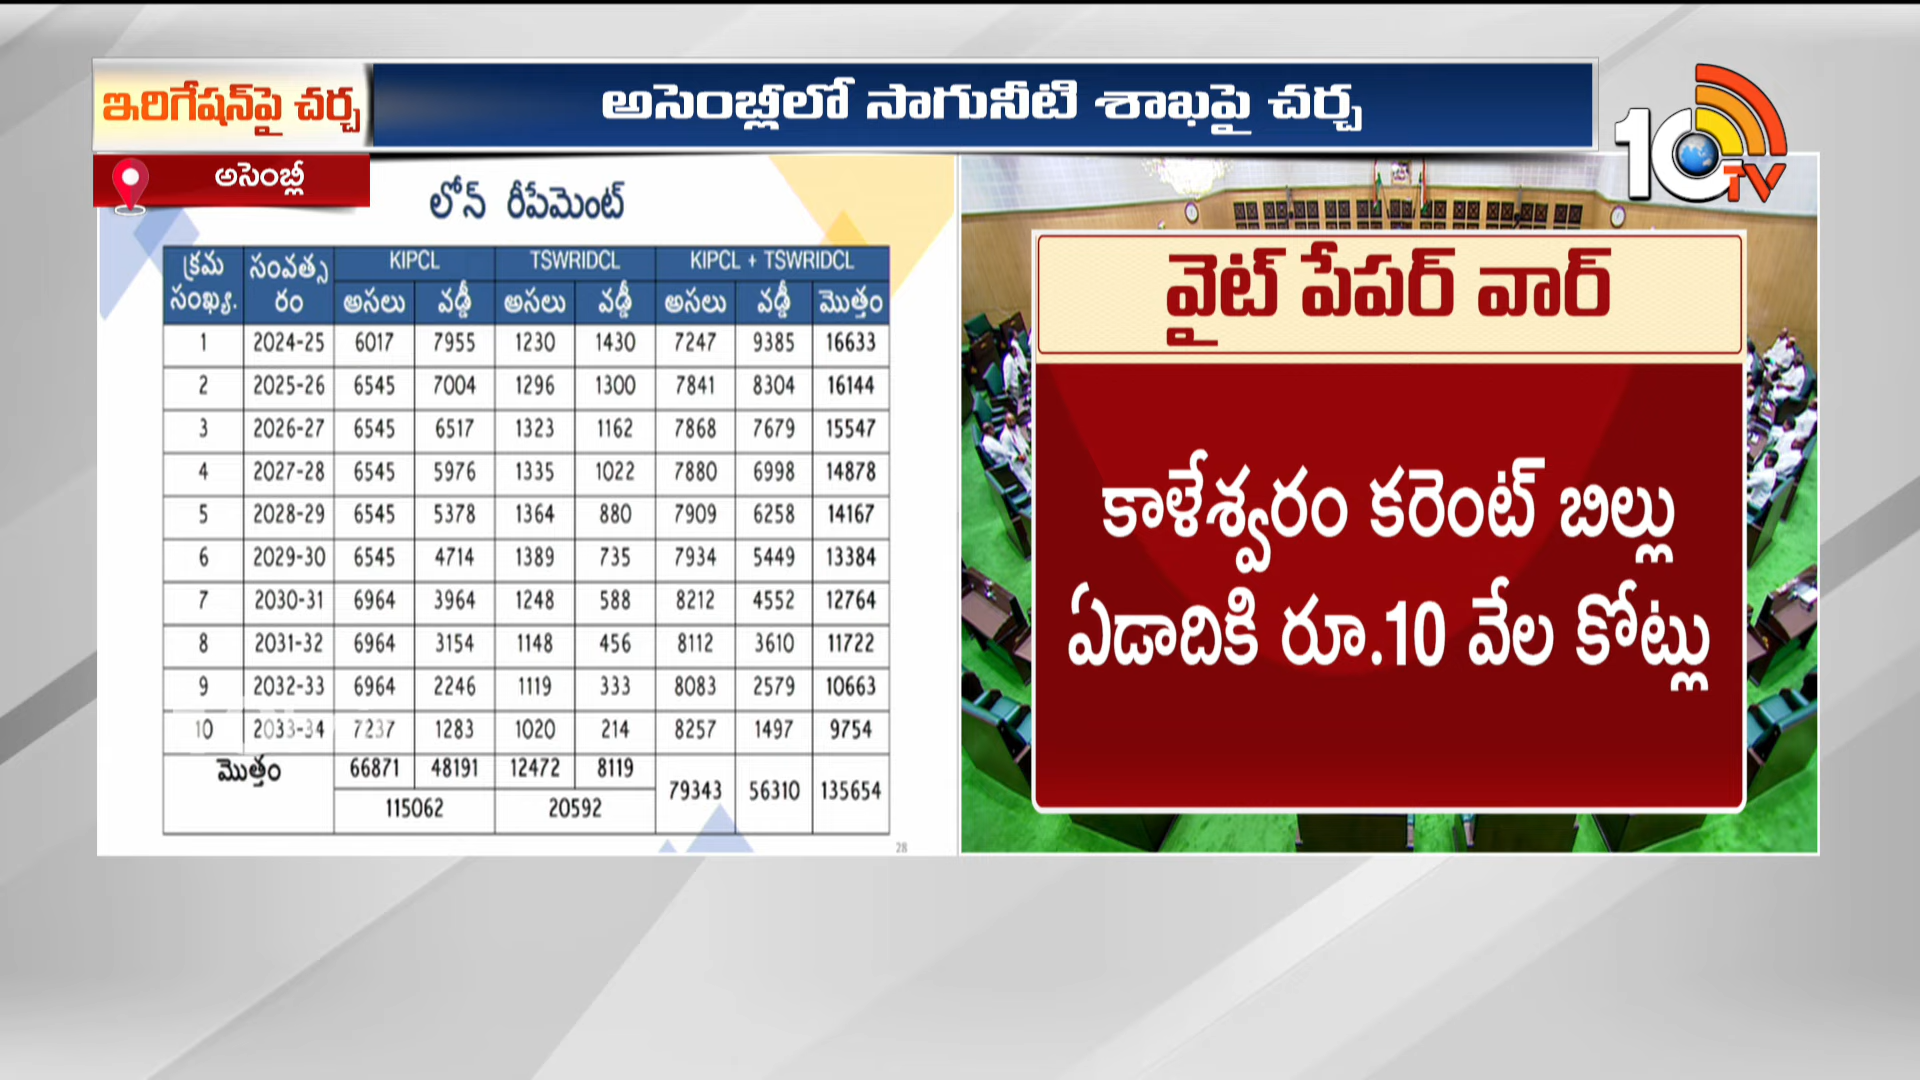 ఇరిగేషన్‌పై చర్చ
అసెంబ్లీలో సాగునీటి శాఖపై చర్చ
10TV
అసెంబ్లీ
లోన్ రీపేమెంట్
క్రమ సంఖ్య. సంవత్స రం KIPCL TSWRIDCL KIPCL + TSWRIDCL
అసలు వడ్డీ అసలు వడ్డీ అసలు వడ్డీ మొత్తం
1 2024-25 6017 7955 1230 1430 7247 9385 16633
2 2025-26 6545 7004 1296 1300 7841 8304 16144
3 2026-27 6545 6517 1323 1162 7868 7679 15547
4 2027-28 6545 5976 1335 1022 7880 6998 14878
5 2028-29 6545 5378 1364 880 7909 6258 14167
6 2029-30 6545 4714 1389 735 7934 5449 13384
7 2030-31 6964 3964 1248 588 8212 4552 12764
8 2031-32 6964 3154 1148 456 8112 3610 11722
9 2032-33 6964 2246 1119 333 8083 2579 10663
10 2033-34 7237 1283 1020 214 8257 1497 9754
మొత్తం 66871 48191 12472 8119 79343 56310 135654
115062 20592
28
వైట్ పేపర్ వార్
కాళేశ్వరం కరెంట్ బిల్లు
ఏడాదికి రూ.10 వేల కోట్లు